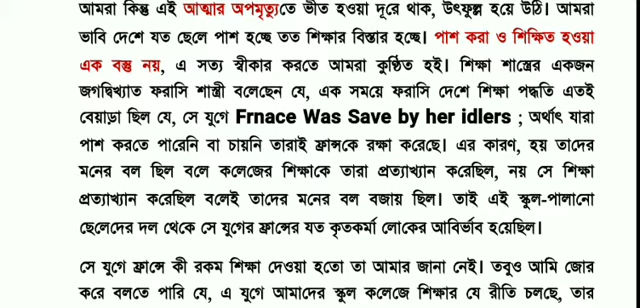 আমরা কিন্তু এই আত্মার অপমৃত্যুতে ভীত হওয়া দূরে থাক, উৎফুল্ল হয়ে উঠি। আমরা
ভাবি দেশে যত ছেলে পাশ হচ্ছে তত শিক্ষার বিস্তার হচ্ছে। পাশ করা ও শিক্ষিত হওয়া
এক বস্তু নয়, এ সত্য স্বীকার করতে আমরা কুণ্ঠিত হই। শিক্ষা শাস্ত্রের একজন
জগদ্বিখ্যাত ফরাসি শাস্ত্রী বলেছেন যে, এক সময়ে ফরাসি দেশে শিক্ষা পদ্ধতি এতই
বেয়াড়া ছিল যে, সে যুগে Frnace Was Save by her idlers ; অর্থাৎ যারা
পাশ করতে পারেনি বা চায়নি তারাই ফ্রান্সকে রক্ষা করেছে। এর কারণ, হয় তাদের
মনের বল ছিল বলে কলেজের শিক্ষাকে তারা প্রত্যাখ্যান করেছিল, নয় সে শিক্ষা
প্রত্যাখ্যান করেছিল বলেই তাদের মনের বল বজায় ছিল। তাই এই স্কুল-পালানো
ছেলেদের দল থেকে সে যুগের ফ্রান্সের যত কৃতকর্মা লোকের আবির্ভাব হয়েছিল।
সে যুগে ফ্রান্সে কী রকম শিক্ষা দেওয়া হতো তা আমার জানা নেই। তবুও আমি জোর
করে বলতে পারি যে, এ যুগে আমাদের স্কুল কলেজে শিক্ষার যে রীতি চলছে, তার